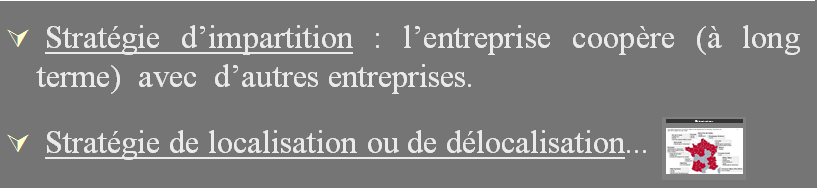 Stratégie d'impartition : l'entreprise coopère (à long
terme) avec d'autres entreprises.
Stratégie de localisation ou de délocalisation...